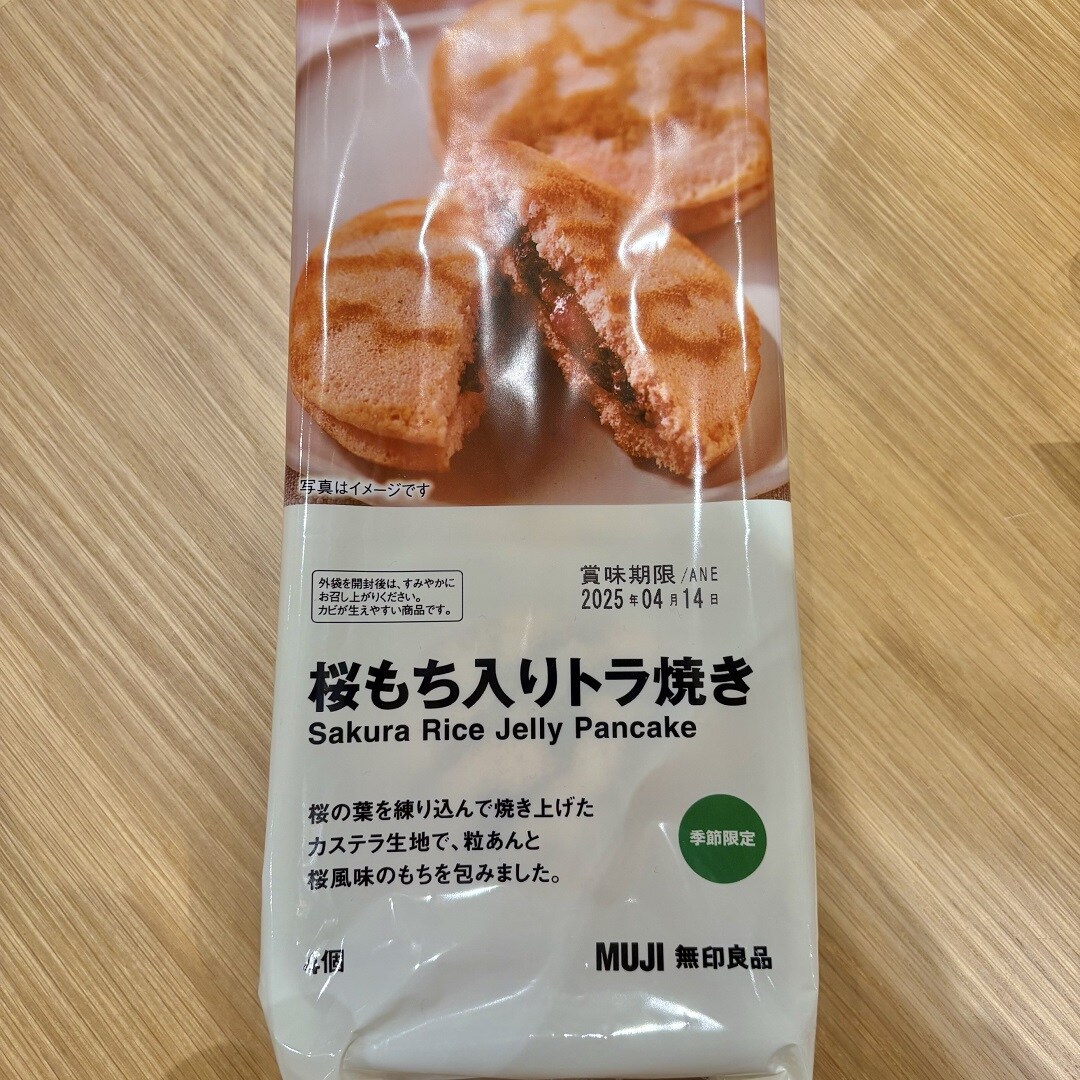 写真はイメージです
外袋を開封後は、すみやかに
お召し上がりください。
カビが生えやすい商品です。
賞味期限/ANE
2025年04月14日
桜もち入りトラ焼き
Sakura Rice Jelly Pancake
桜の葉を練り込んで焼き上げた
カステラ生地で、粒あんと
桜風味のもちを包みました。
季節限定
4個
MUJI 無印良品